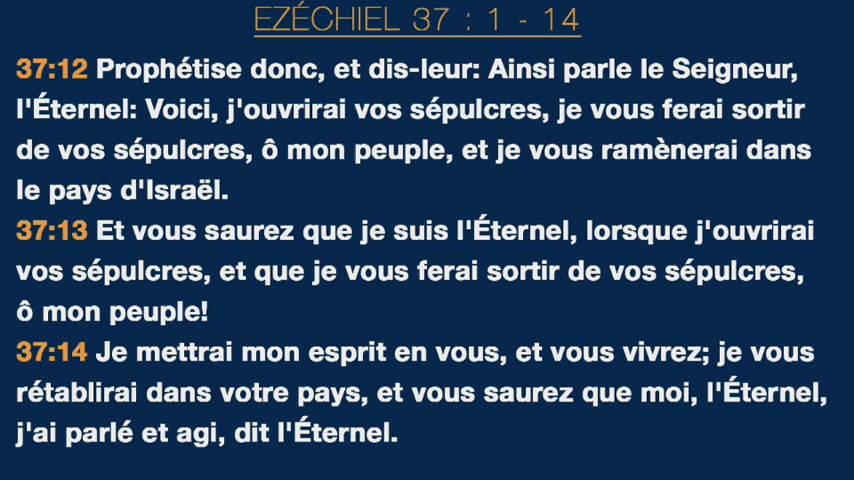 EZÉCHIEL 37 : 1 - 14
37:12 Prophétise donc, et dis-leur: Ainsi parle le Seigneur,
l'Éternel: Voici, j'ouvrirai vos sépulcres, je vous ferai sortir
de vos sépulcres, ô mon peuple, et je vous ramènerai dans
le pays d'Israël.
37:13 Et vous saurez que je suis l'Éternel, lorsque j'ouvrirai
vos sépulcres, et que je vous ferai sortir de vos sépulcres,
ô mon peuple!
37:14 Je mettrai mon esprit en vous, et vous vivrez; je vous
rétablirai dans votre pays, et vous saurez que moi, l'Éternel,
j'ai parlé et agi, dit l'Éternel.